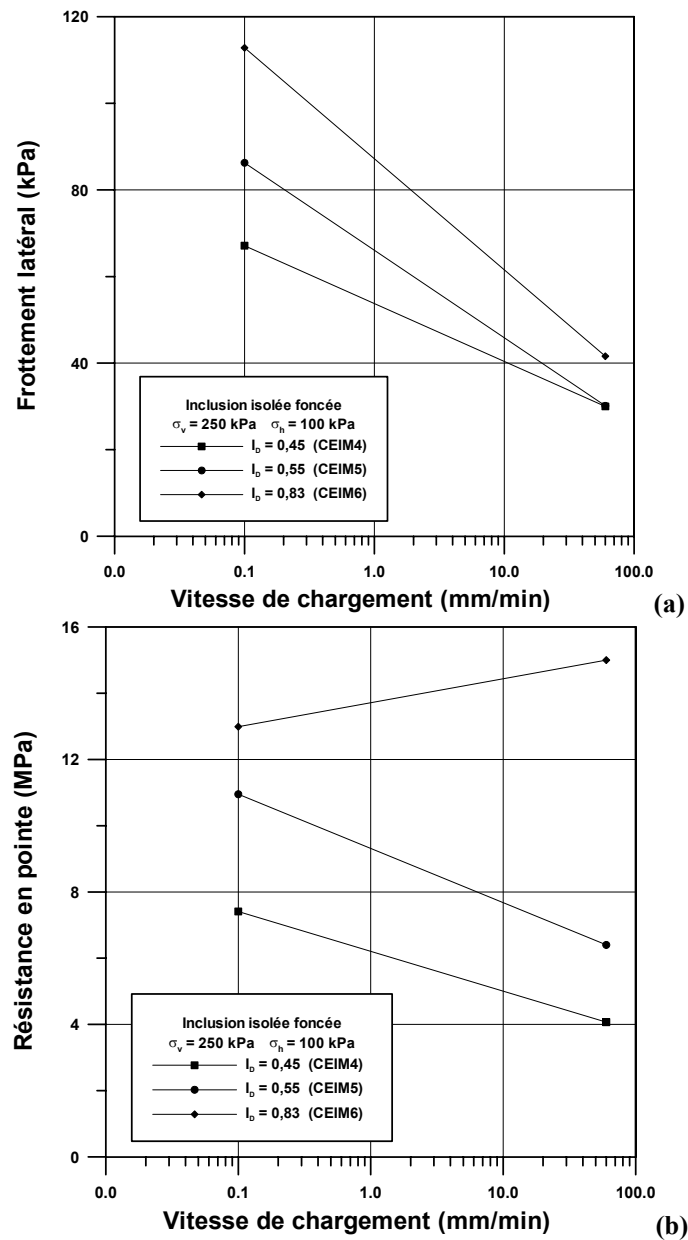 120
80
40
0
Frottement latéral (kPa)
Inclusion isolée foncée
σv = 250 kPa σh = 100 kPa
ID = 0,45 (CEIM4)
ID = 0,55 (CEIM5)
ID = 0,83 (CEIM6)
0.0 0.1 1.0 10.0 100.0
Vitesse de chargement (mm/min)
(a)
16
12
8
4
0
Résistance en pointe (MPa)
Inclusion isolée foncée
σv = 250 kPa σh = 100 kPa
ID = 0,45 (CEIM4)
ID = 0,55 (CEIM5)
ID = 0,83 (CEIM6)
0.0 0.1 1.0 10.0 100.0
Vitesse de chargement (mm/min)
(b)